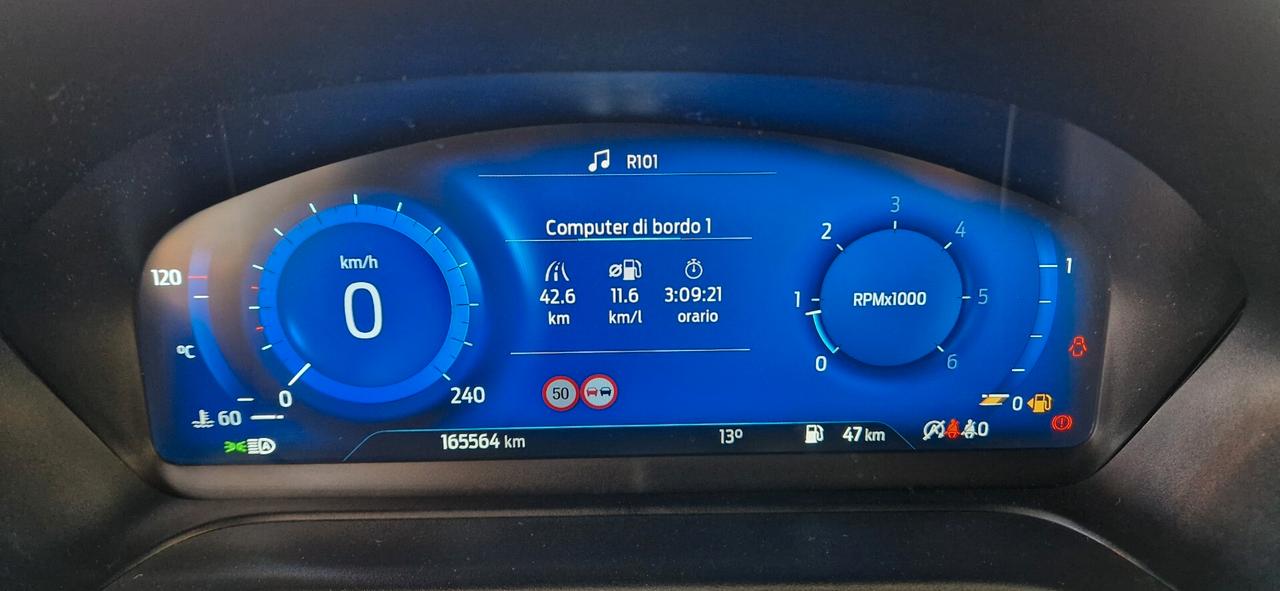 R101
Computer di bordo 1
42.6 11.6 3:09:21
km km/l orario
km/h
0
0
240
120
°C
60
RPMx1000
0
1
2
3
4
5
6
1
0
50
165564 km 13° 47 km
A
A
0